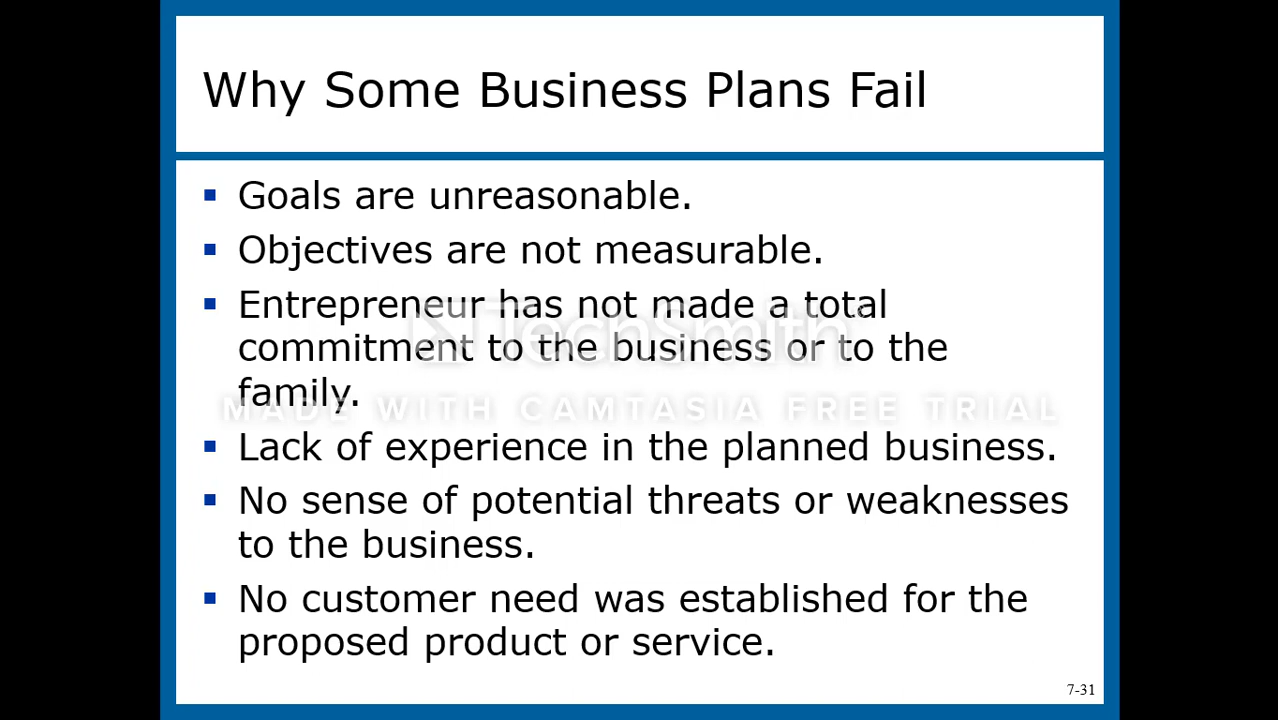 Why Some Business Plans Fail
Goals are unreasonable.
Objectives are not measurable.
Entrepreneur has not made a total
commitment to the business or to the
family.
TechSmith
MADE WITH CAMTASIA FREE TRIAL
Lack of experience in the planned business.
No sense of potential threats or weaknesses
to the business.
No customer need was established for the
proposed product or service.
7-31